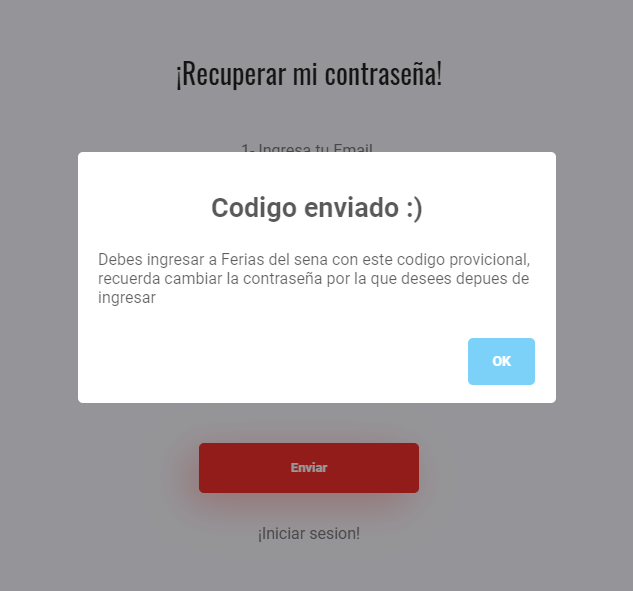 ¡Recuperar mi contraseña!
1- Ingresa tu Email
Codigo enviado :)
Debes ingresar a Ferias del sena con este codigo provicional,
recuerda cambiar la contraseña por la que desees depues de
ingresar
OK
Enviar
¡Iniciar sesion!